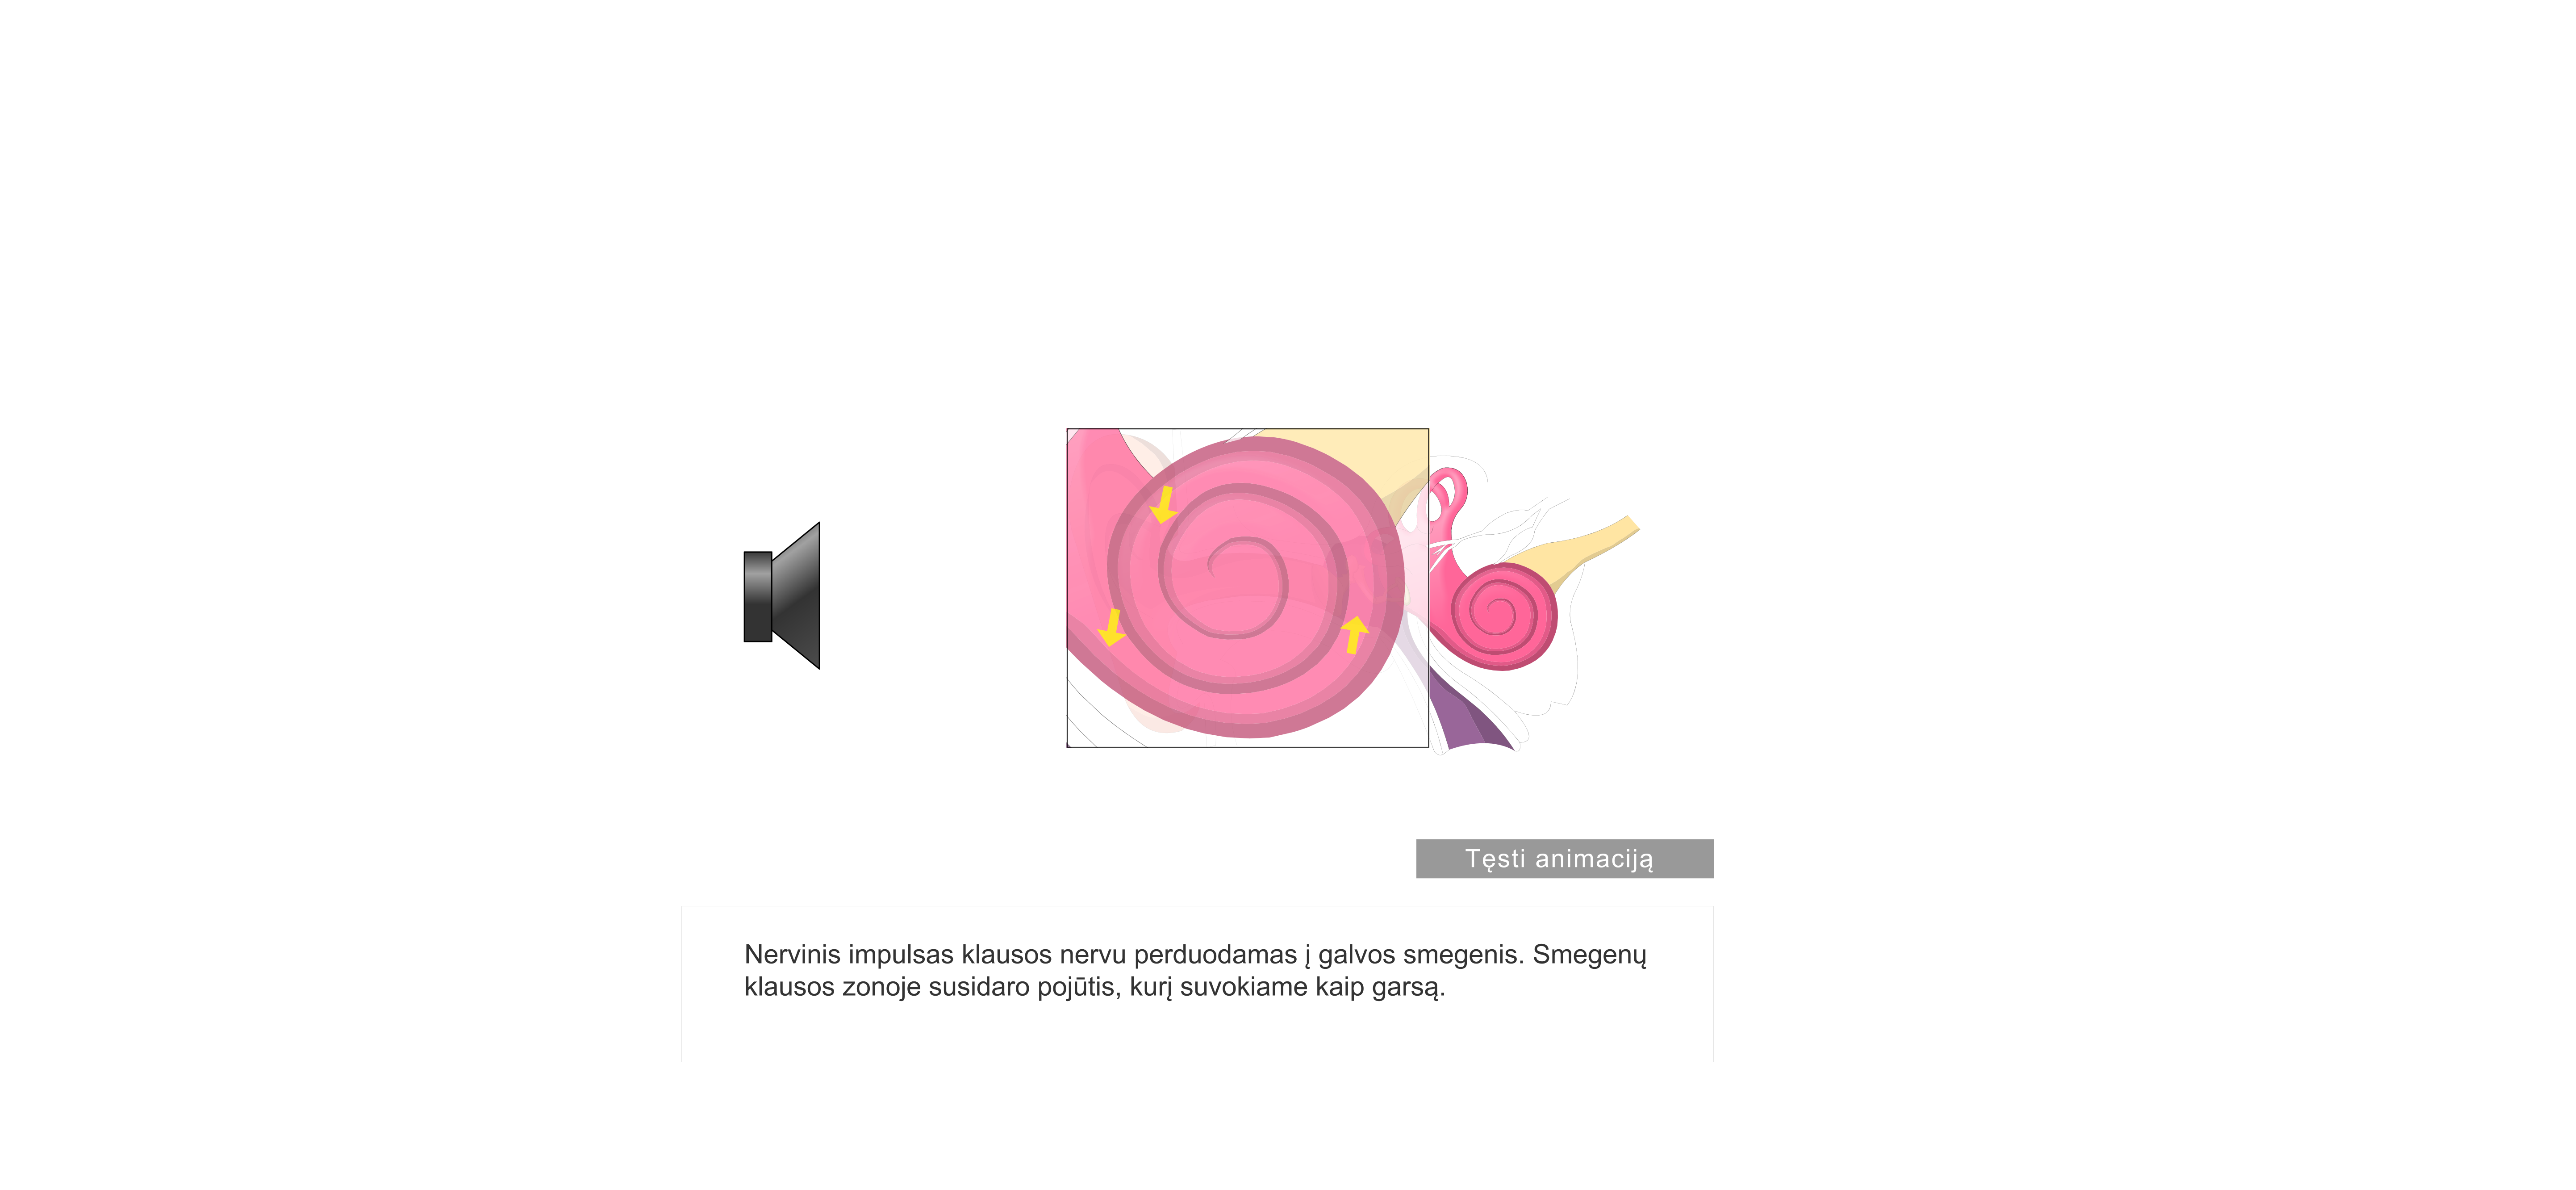 Tęsti animaciją
Nervinis impulsas klausos nervu perduodamas į galvos smegenis. Smegenų
klausos zonoje susidaro pojūtis, kurį suvokiame kaip garsą.